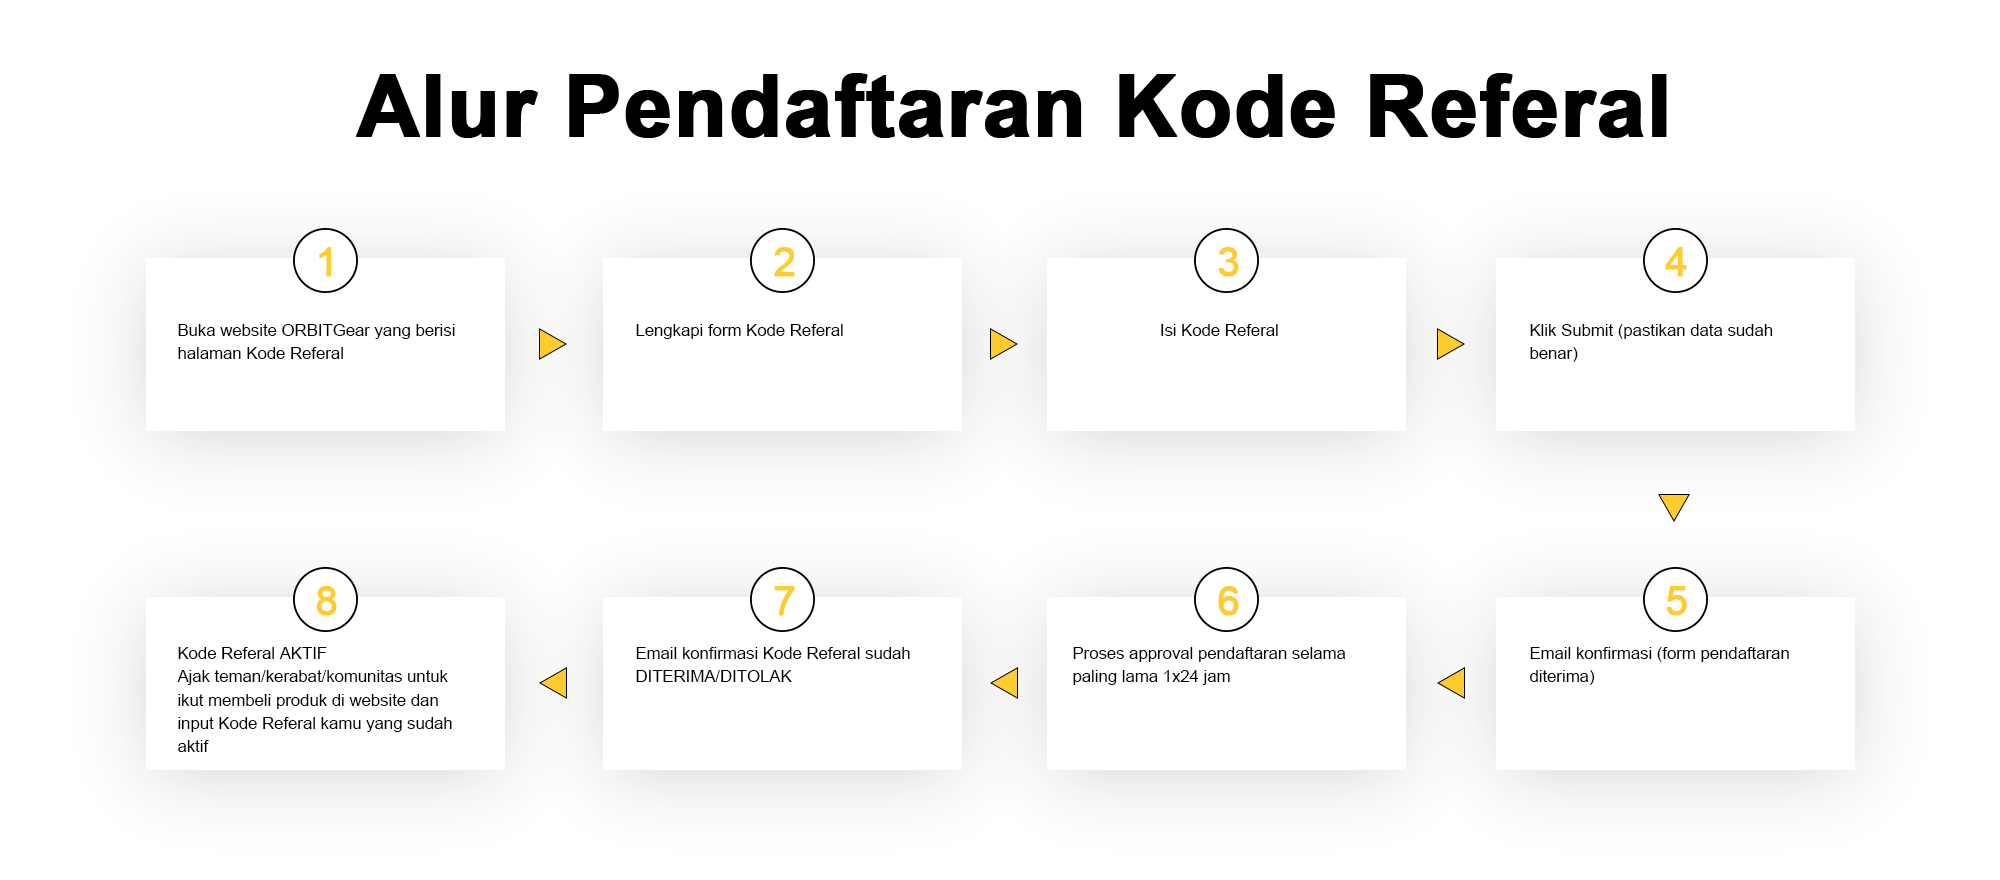 Alur Pendaftaran Kode Referal
1
Buka website ORBITGear yang berisi
halaman Kode Referal
2
Lengkapi form Kode Referal
3
Isi Kode Referal
4
Klik Submit (pastikan data sudah
benar)
5
Email konfirmasi (form pendaftaran
diterima)
6
Proses approval pendaftaran selama
paling lama 1x24 jam
7
Email konfirmasi Kode Referal sudah
DITERIMA/DITOLAK
8
Kode Referal AKTIF
Ajak teman/kerabat/komunitas untuk
ikut membeli produk di website dan
input Kode Referal kamu yang sudah
aktif